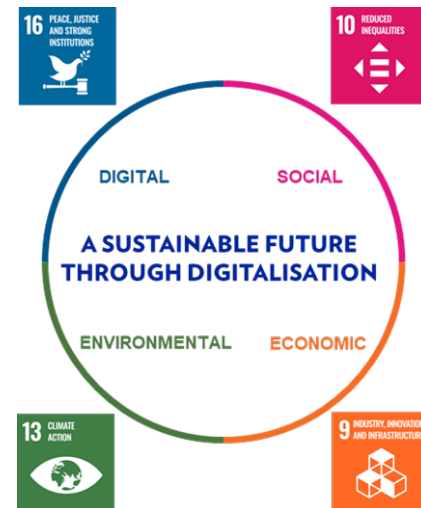 16 PEACE, JUSTICE
AND STRONG
INSTITUTIONS
10 REDUCED
INEQUALITIES
DIGITAL
SOCIAL
A SUSTAINABLE FUTURE
THROUGH DIGITALISATION
ENVIRONMENTAL
ECONOMIC
13 CLIMATE
ACTION
9 INDUSTRY, INNOVATION
AND INFRASTRUCTURE